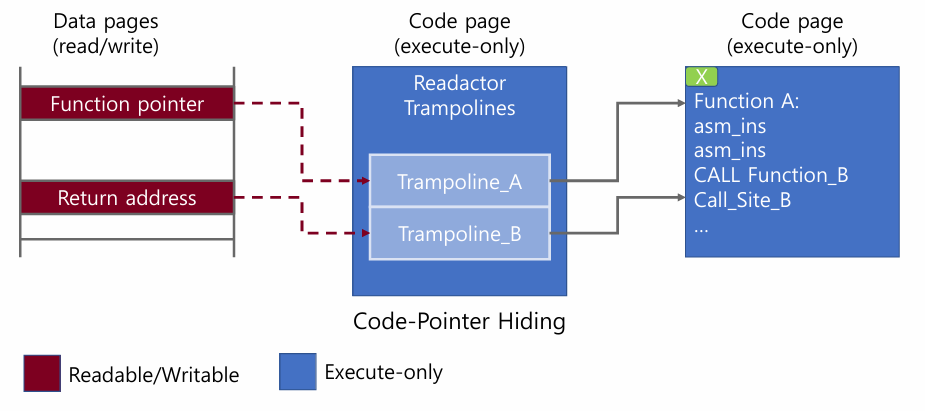 Data pages
(read/write)
Code page
(execute-only)
Code page
(execute-only)
Function pointer
Return address
Readactor
Trampolines
Trampoline_A
Trampoline_B
X
Function A:
asm_ins
asm_ins
CALL Function_B
Call_Site_B
...
Code-Pointer Hiding
Readable/Writable
Execute-only